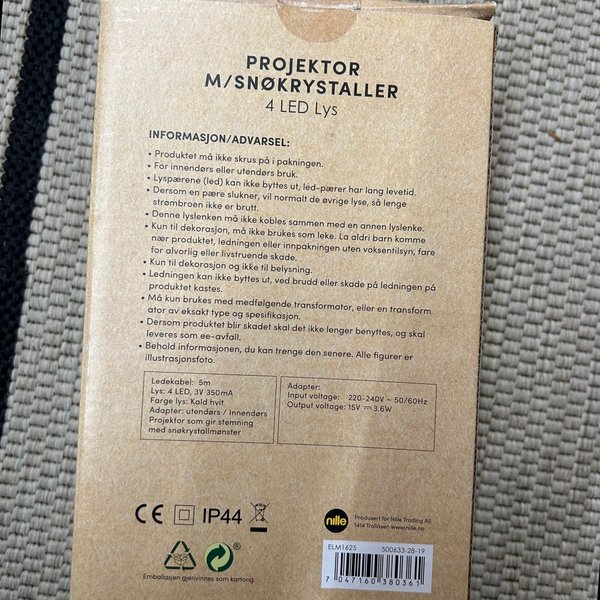 PROJEKTOR
M/SNØKRYSTALLER
4 LED Lys
INFORMASJON/ADVARSEL:
• Produktet må ikke skrus på i pakningen.
• For innendørs eller utendørs bruk.
• Lyspærene (led) kan ikke byttes ut, led-pærer har lang levetid.
• Dersom en pære slukner, vil normalt de øvrige lyse, så lenge
strømbroen ikke er brutt.
• Denne lyslenken må ikke kobles sammen med en annen lyslenke.
• Kun til dekorasjon, må ikke brukes som leke. La aldri barn komme
nær produktet, ledningen eller innpakningen uten voksentilsyn, fare
for alvorlig eller livstruende skade.
• Kun til dekorasjon og ikke til belysning.
• Ledningen kan ikke byttes ut, ved brudd eller skade på ledningen på
produktet kastes.
• Må kun brukes med medfølgende transformator, eller en transform
ator av eksakt type og spesifikasjon.
• Dersom produktet blir skadet skal det ikke lenger benyttes, og skal
leveres som ee-avfall.
• Behold informasjonen, du kan trenge den senere. Alle figurer er
illustrasjonsfoto.
Ledekabel: 5m
Lys: 4 LED, 3V 350mA
Farge lys: Kald hvit
Adapter: utendørs / Innendørs
Projektor som gir stemning
med snøkrystallmønster
Adapter:
Input voltage: 220-240V ~ 50/60Hz
Output voltage: 15V ⎓ 3.6W
CE IP44
nille
Produsert for Nille Trading AS
1414 Trollåsen www.nille.no
Emballasjen gjenvinnes som kartong
ELM1625 500633-28-19
7 047160 380361